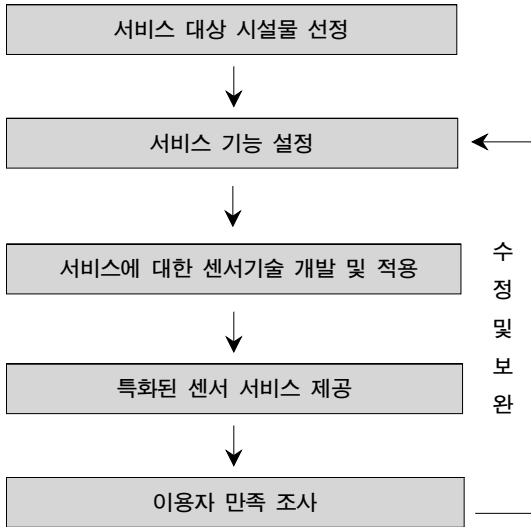 서비스 대상 시설물 선정
서비스 기능 설정
서비스에 대한 센서기술 개발 및 적용
특화된 센서 서비스 제공
이용자 만족 조사
수
정
및
보
완